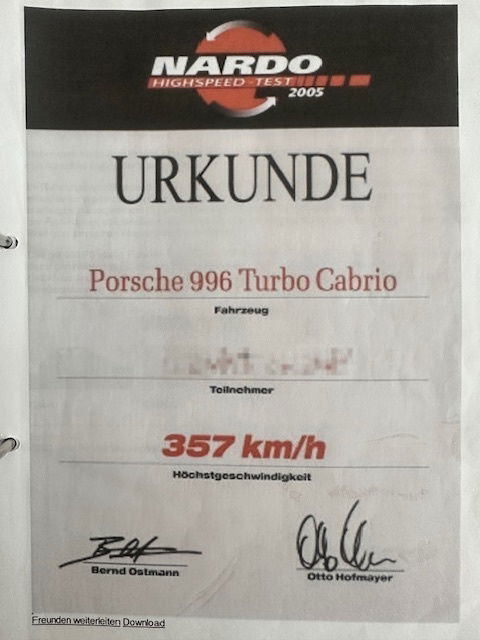 NARDO
HIGHSPEED-TEST
2005
URKUNDE
Porsche 996 Turbo Cabrio
Fahrzeug
Teilnehmer
357 km/h
Höchstgeschwindigkeit
Bernd Ostmann
Otto Hofmayer
Freunden weiterleiten Download